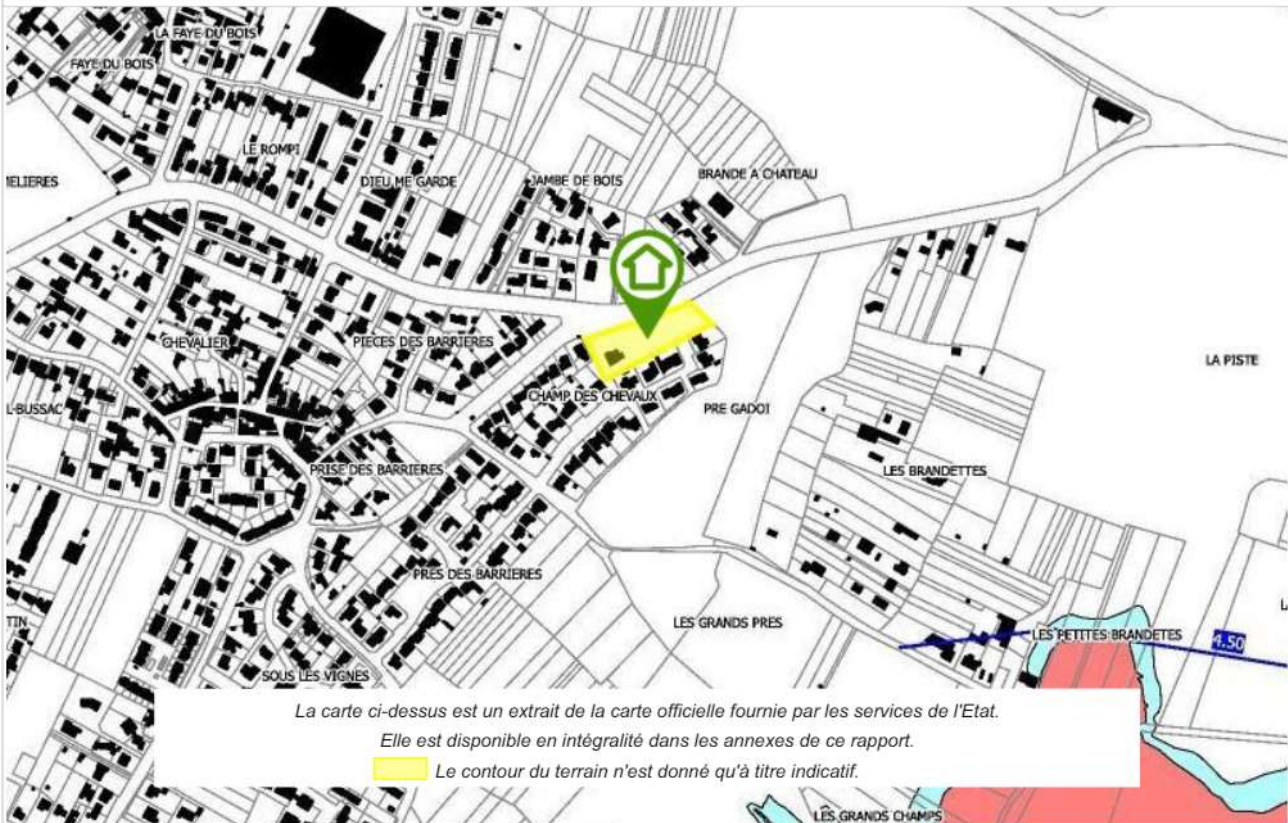 LA FAYE DU BOIS
FAYE DU BOIS
LE ROMPI
MELIERES
DIEU ME GARDE
JAMBE DE BOIS
BRANDE A CHATEAU
CHEVALIER
PIECES DES BARRIERES
LA PISTE
L-BUSSAC
CHAMP DES CHEVAUX
PRE GADOI
PRISE DES BARRIERES
LES BRANDETTES
PRES DES BARRIERES
LES GRANDS PRES
TIN
LES PETITES BRANDETES
4.50
L
SOUS LES VIGNES
La carte ci-dessus est un extrait de la carte officielle fournie par les services de l'Etat.
Elle est disponible en intégralité dans les annexes de ce rapport.
Le contour du terrain n'est donné qu'à titre indicatif.
LES GRANDS CHAMPS